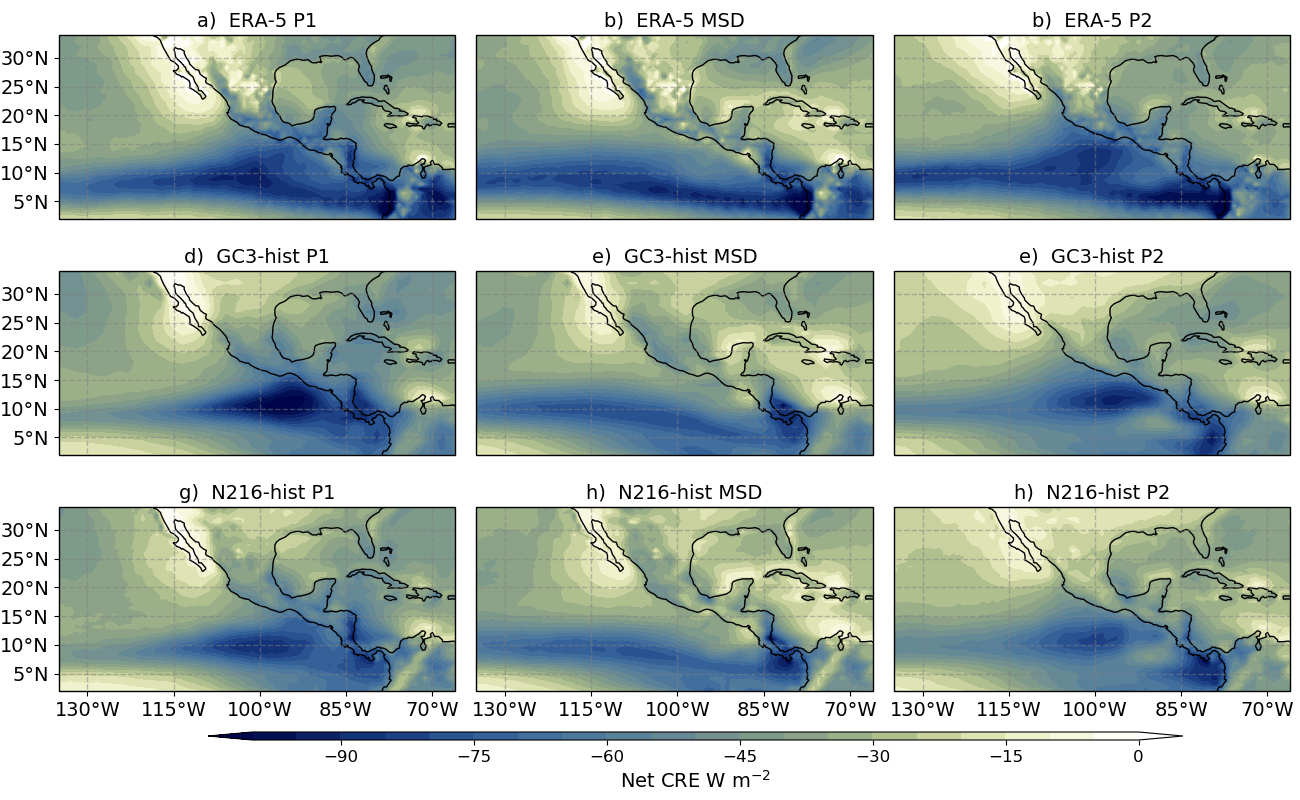 a)  ERA-5 P1
b)  ERA-5 MSD
b)  ERA-5 P2
30°N
25°N
20°N
15°N
10°N
5°N
d)  GC3-hist P1
e)  GC3-hist MSD
e)  GC3-hist P2
30°N
25°N
20°N
15°N
10°N
5°N
g)  N216-hist P1
h)  N216-hist MSD
h)  N216-hist P2
30°N
25°N
20°N
15°N
10°N
5°N
130°W 115°W 100°W 85°W 70°W
130°W 115°W 100°W 85°W 70°W
130°W 115°W 100°W 85°W 70°W
−90 −75 −60 −45 −30 −15 0
Net CRE W m⁻²